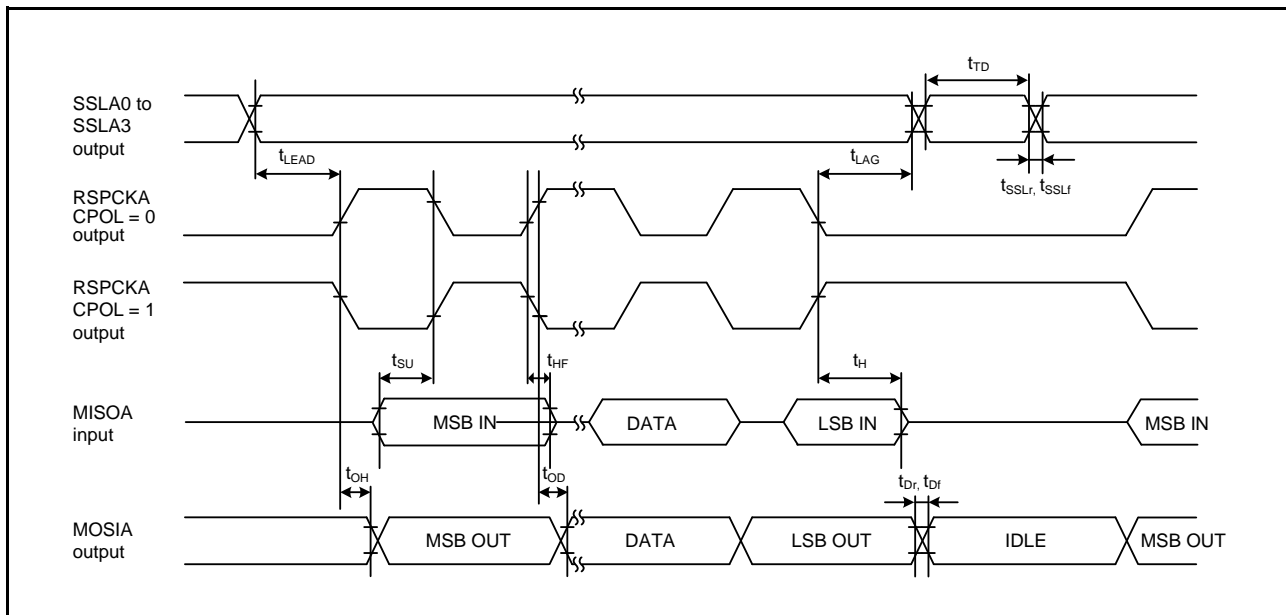 SSLA0 to
SSLA3
output
tTD
tLEAD
tLAG
tSSLr, tSSLf
RSPCKA
CPOL = 0
output
RSPCKA
CPOL = 1
output
tSU
tHF
tH
MISOA
input
MSB IN
DATA
LSB IN
MSB IN
tOH
tOD
tDr, tDf
MOSIA
output
MSB OUT
DATA
LSB OUT
IDLE
MSB OUT